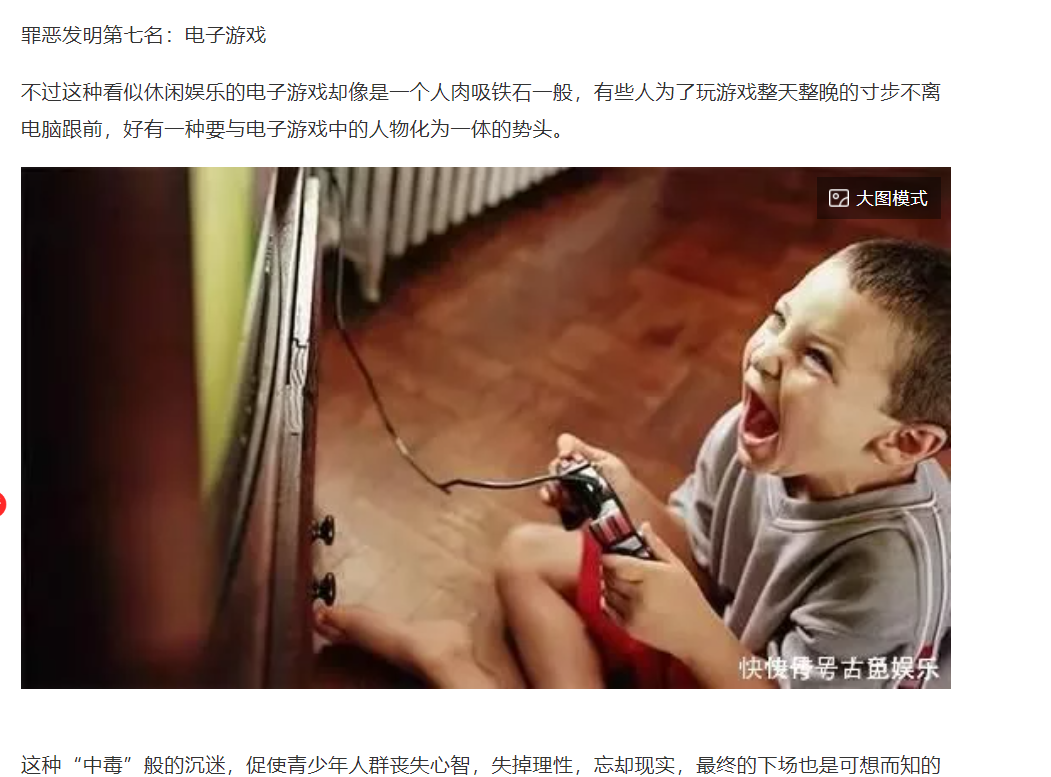 罪恶发明第七名：电子游戏
不过这种看似休闲娱乐的电子游戏却像是一个人肉吸铁石一般，有些人为了玩游戏整天整晚的寸步不离
电脑跟前，好有一种要与电子游戏中的人物化为一体的势头。
大图模式
快传号 古色娱乐
这种“中毒”般的沉迷，促使青少年人群丧失心智，失掉理性，忘却现实，最终的下场也是可想而知的